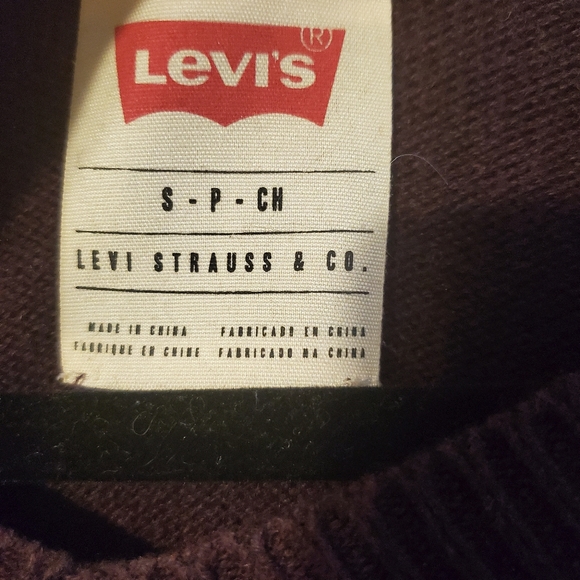 Levi's ®
S - P - CH
LEVI STRAUSS & CO.
MADE IN CHINA FABRICADO EN CHINA
FABRIQUE EN CHINE FABRICADO NA CHINA